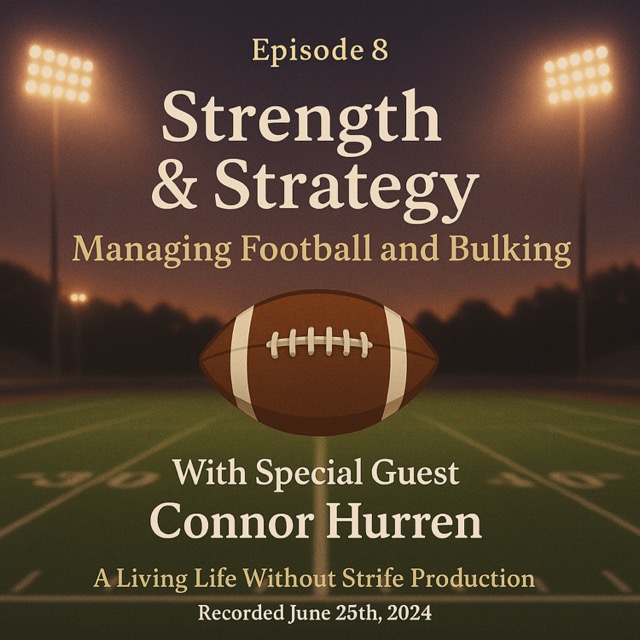 Episode 8
Strength
& Strategy
Managing Football and Bulking
With Special Guest
Connor Hurren
A Living Life Without Strife Production
Recorded June 25th, 2024